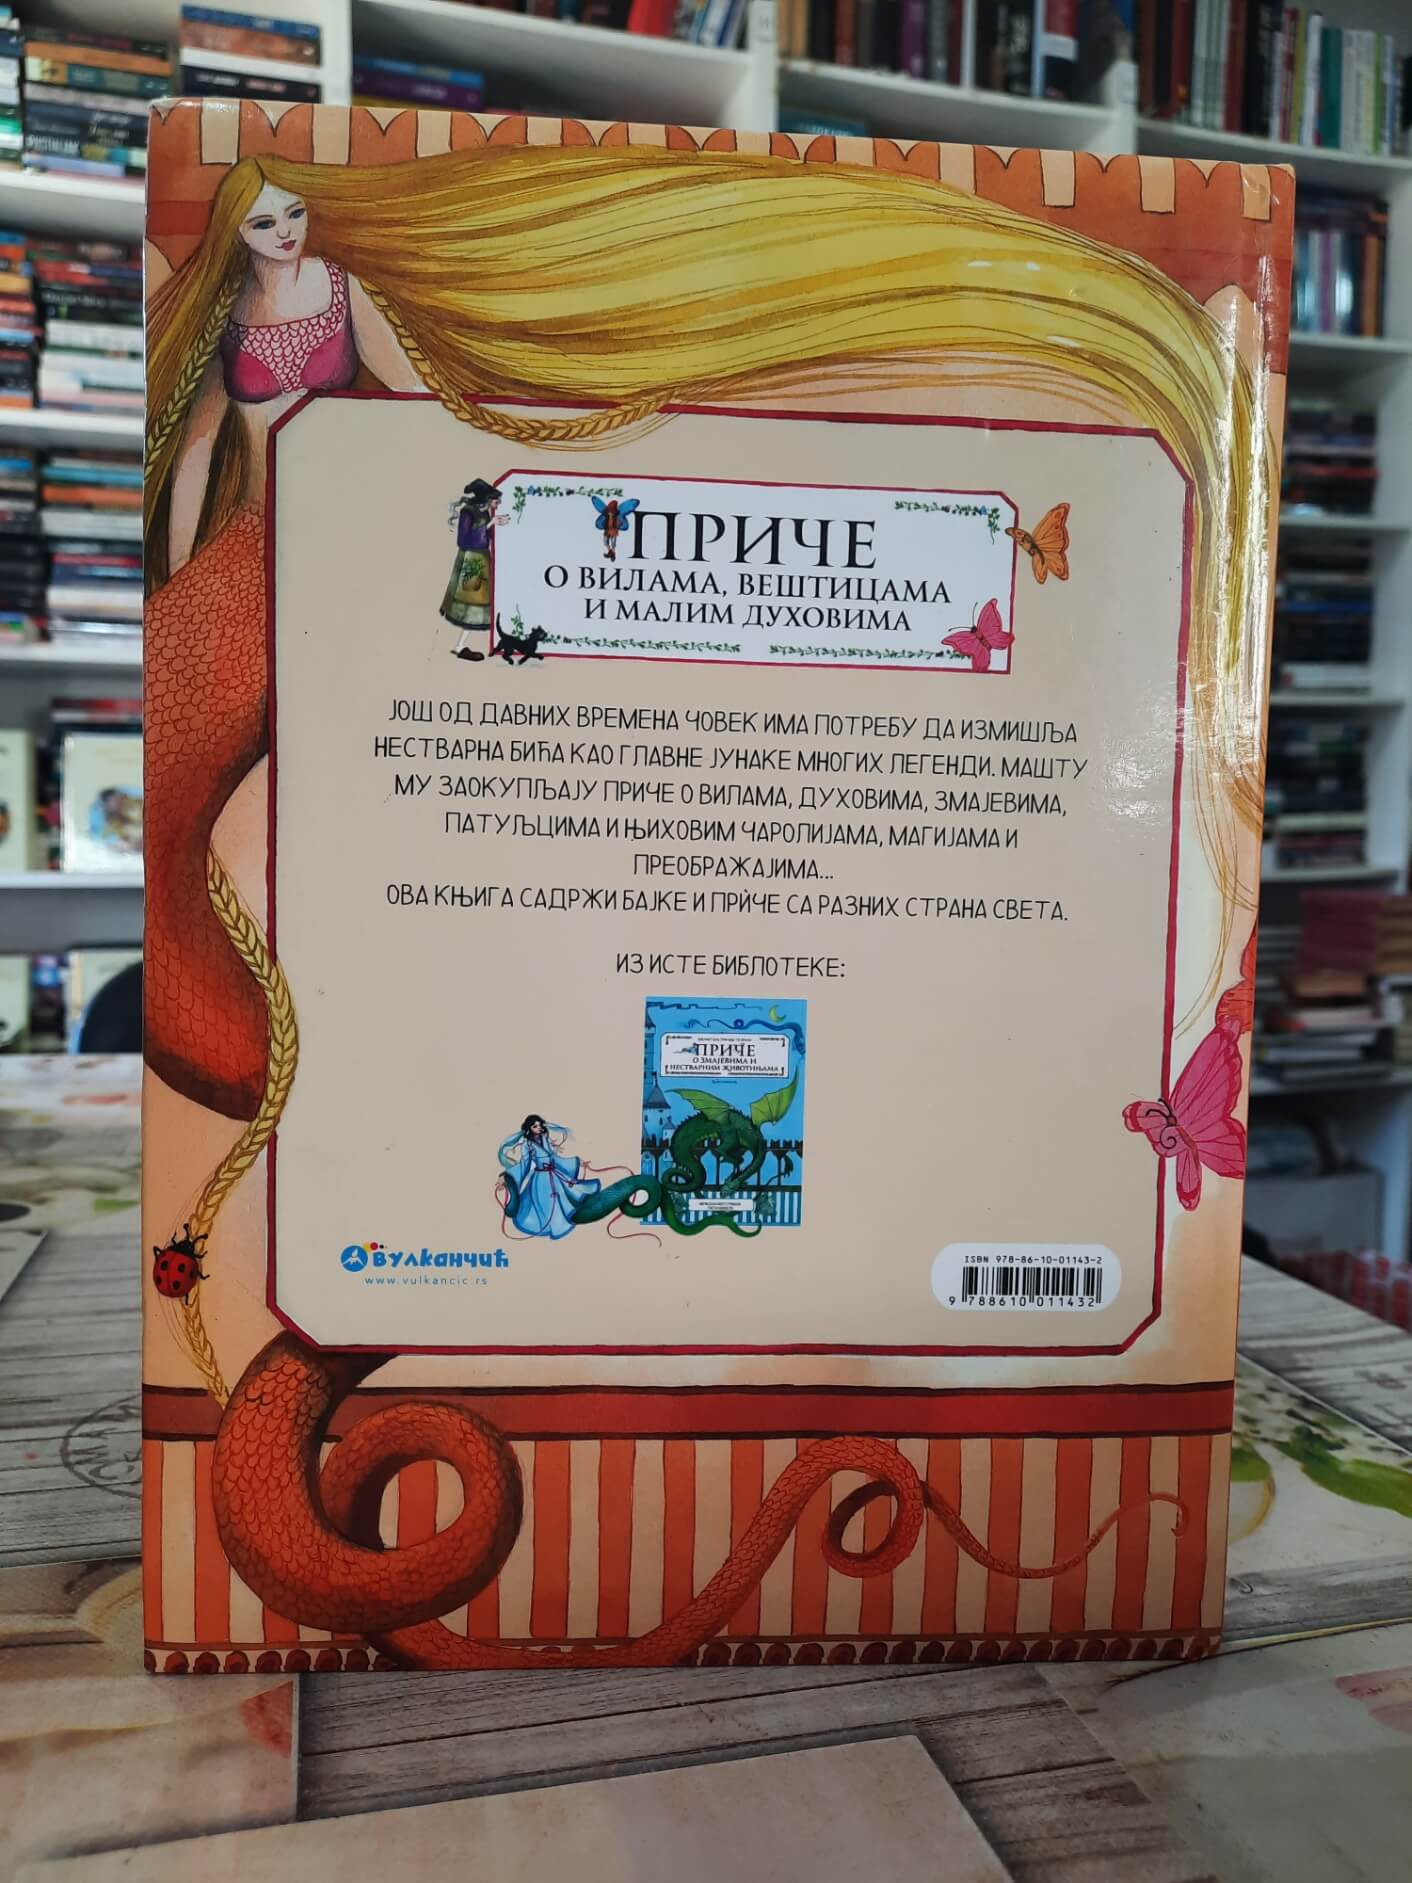 ПРИЧЕ
О ВИЛАМА, ВЕШТИЦАМА
И МАЛИМ ДУХОВИМА
ЈОШ ОД ДАВНИХ ВРЕМЕНА ЧОВЕК ИМА ПОТРЕБУ ДА ИЗМИШЉА
НЕСТВАРНА БИЋА КАО ГЛАВНЕ ЈУНАКЕ МНОГИХ ЛЕГЕНДИ. МАШТУ
МУ ЗАОКУПЉАЈУ ПРИЧЕ О ВИЛАМА, ДУХОВИМА, ЗМАЈЕВИМА,
ПАТУЉЦИМА И ЊИХОВИМ ЧАРОЛИЈАМА, МАГИЈАМА И
ПРЕОБРАЖАЈИМА...
ОВА КЊИГА САДРЖИ БАЈКЕ И ПРИЧЕ СА РАЗНИХ СТРАНА СВЕТА.
ИЗ ИСТЕ БИБЛОТЕКЕ:
ПРИЧЕ
О ЗМАЈЕВИМА И
НЕСТВАРНИМ ЖИВОТИЊАМА
Вулканчић
www.vulkancic.rs
ISBN 978-86-10-01143-2
9 788610 011432